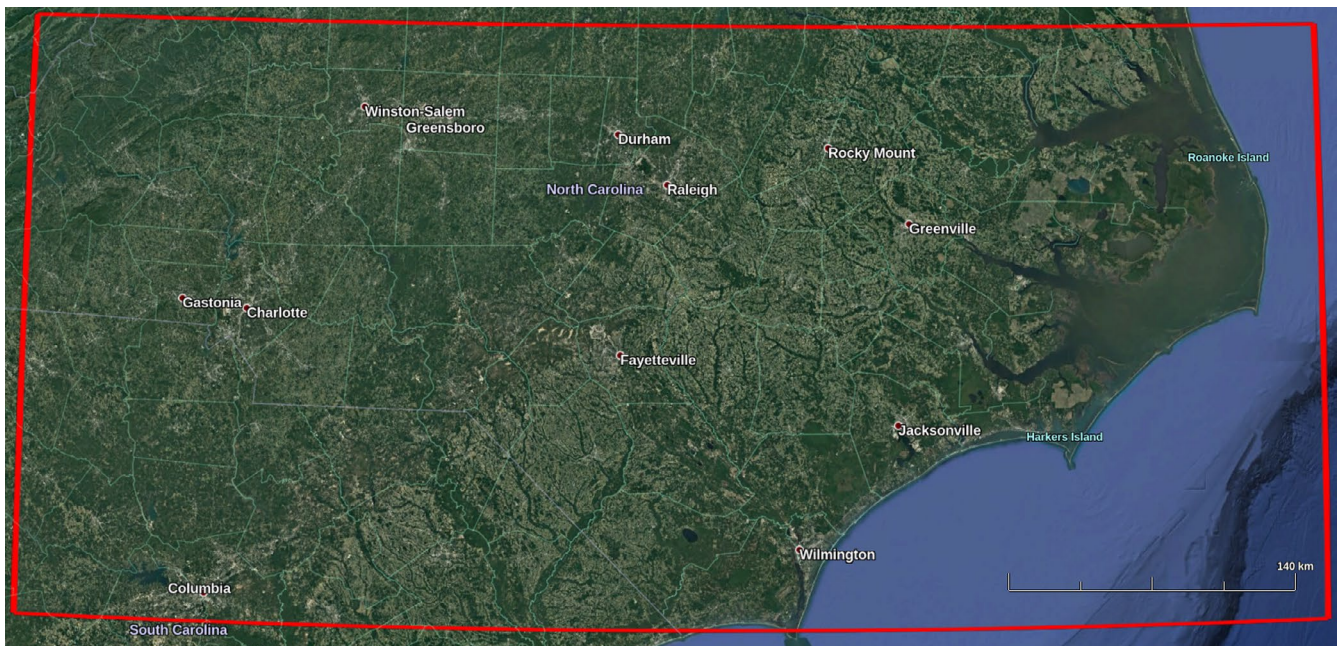 Winston-Salem
Greensboro
Durham
Rocky Mount
Roanoke Island
North Carolina
Raleigh
Greenville
Gastonia
Charlotte
Fayetteville
Jacksonville
Harkers Island
Wilmington
140 km
Columbia
South Carolina